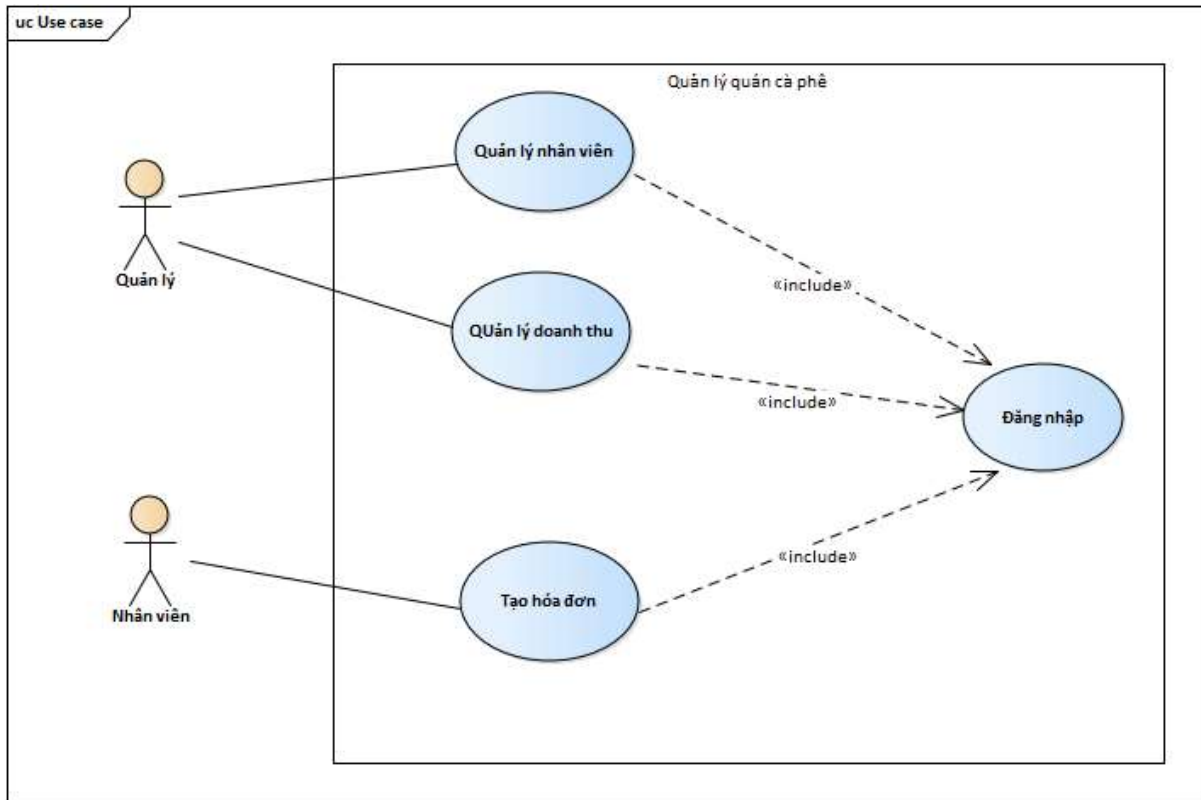 uc Use case
Quản lý quán cà phê
Quản lý nhân viên
Quản lý
«include»
QUản lý doanh thu
«include»
Đăng nhập
Nhân viên
Tạo hóa đơn
«include»